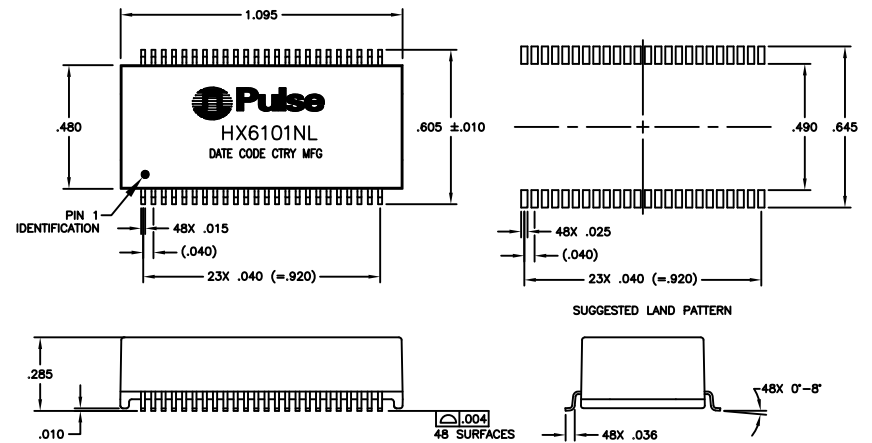 1.095
.480
Pulse
HX6101NL
DATE CODE CTRY MFG
.605 ±.010
.490
.645
PIN 1
IDENTIFICATION
48X .015
(.040)
23X .040 (=.920)
48X .025
(.040)
23X .040 (=.920)
SUGGESTED LAND PATTERN
.285
.010
.004
48 SURFACES
48X 0°-8°
48X .036